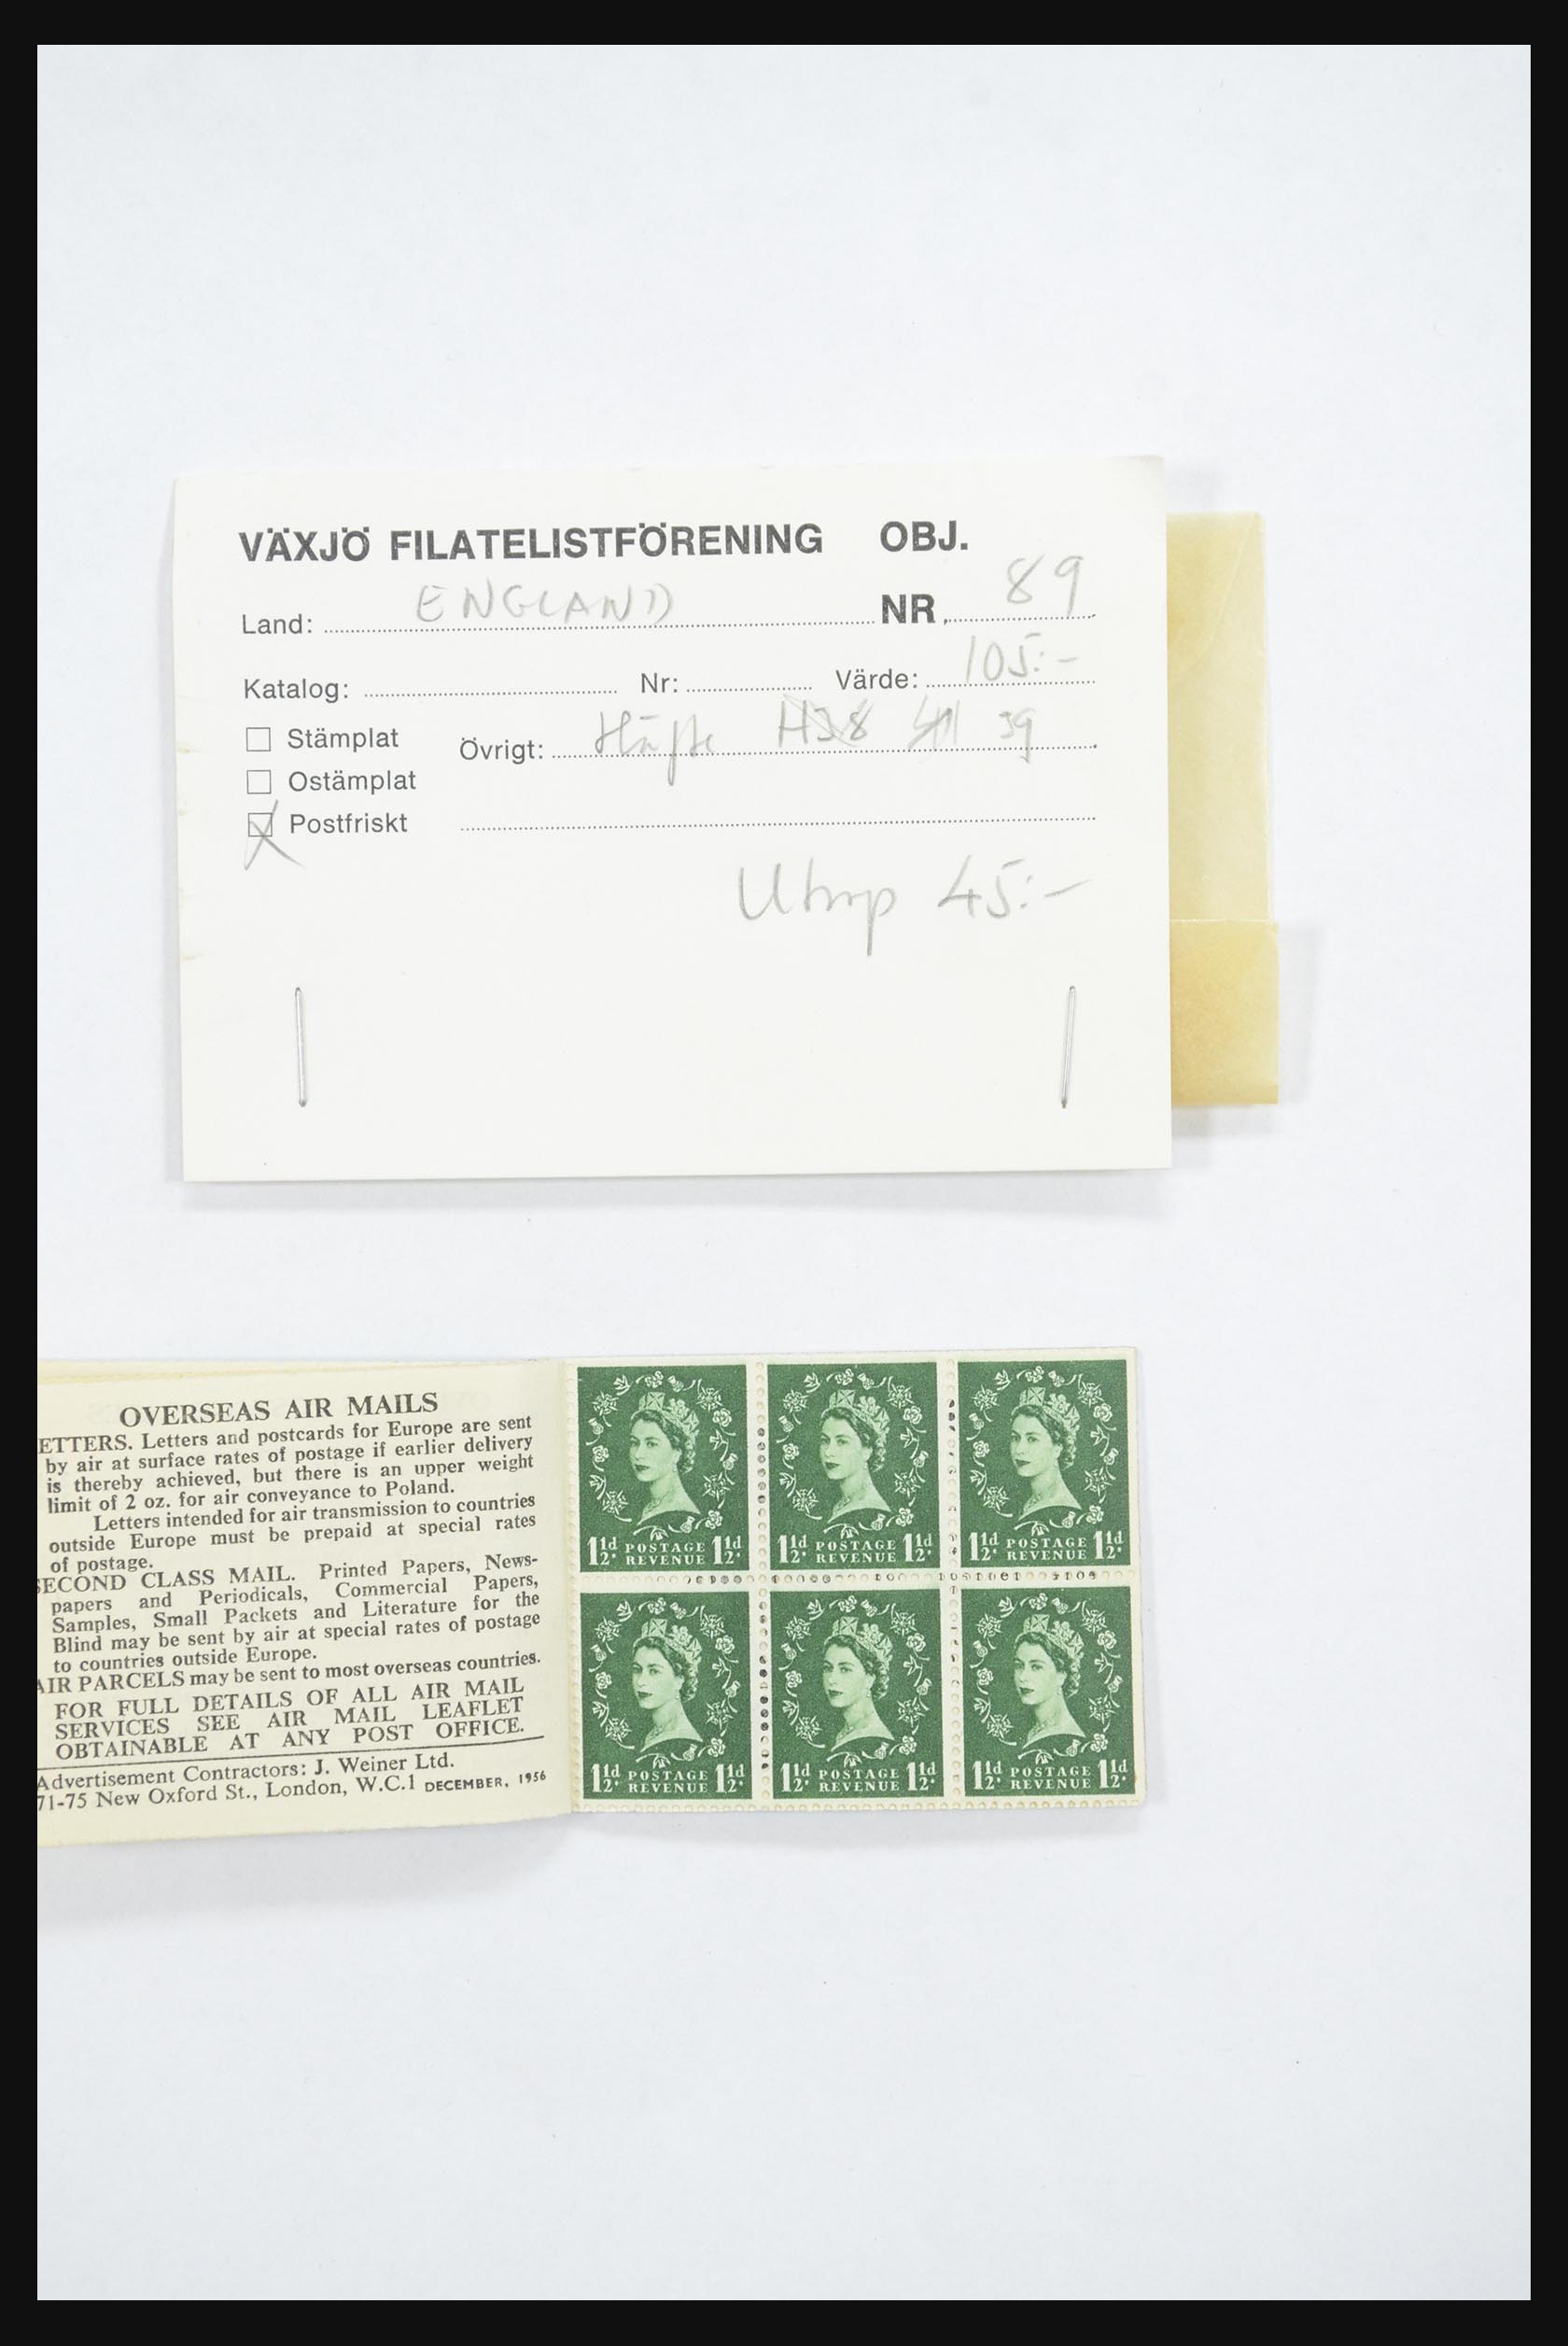 VÄXJÖ FILATELISTFÖRENING OBJ.
Land: ENGLAND NR 89
Katalog: Nr: Värde: 105:-
Stämplat
Övrigt: Häfte H38 39
Ostämplat
Postfriskt
Utrop 45:-
OVERSEAS AIR MAILS
ETTERS. Letters and postcards for Europe are sent
by air at surface rates of postage if earlier delivery
is thereby achieved, but there is an upper weight
limit of 2 oz. for air conveyance to Poland.
Letters intended for air transmission to countries
outside Europe must be prepaid at special rates
of postage.
SECOND CLASS MAIL. Printed Papers, News-
papers and Periodicals, Commercial Papers,
Samples, Small Packets and Literature for the
Blind may be sent by air at special rates of postage
to countries outside Europe.
AIR PARCELS may be sent to most overseas countries.
FOR FULL DETAILS OF ALL AIR MAIL
SERVICES SEE AIR MAIL LEAFLET
OBTAINABLE AT ANY POST OFFICE.
Advertisement Contractors: J. Weiner Ltd.
71-75 New Oxford St., London, W.C.1 DECEMBER, 1956
1½d POSTAGE REVENUE 1½d
1½d POSTAGE REVENUE 1½d
1½d POSTAGE REVENUE 1½d
1½d POSTAGE REVENUE 1½d
1½d POSTAGE REVENUE 1½d
1½d POSTAGE REVENUE 1½d